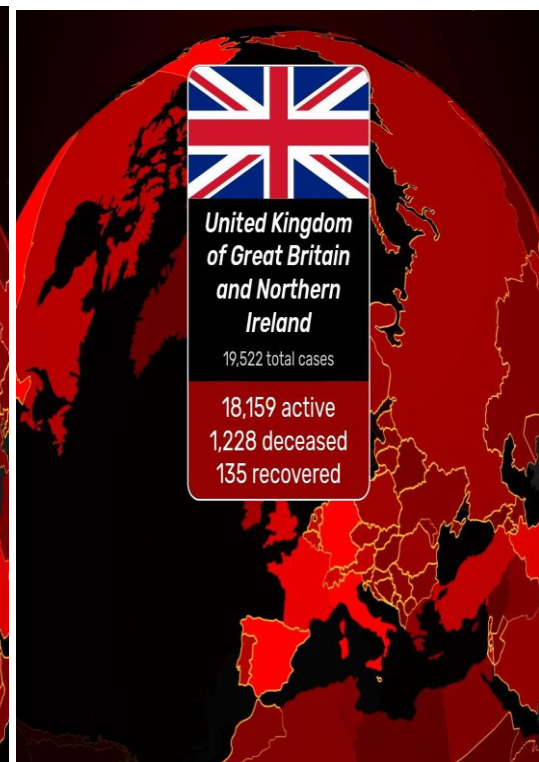 United Kingdom
of Great Britain
and Northern
Ireland
19,522 total cases
18,159 active
1,228 deceased
135 recovered